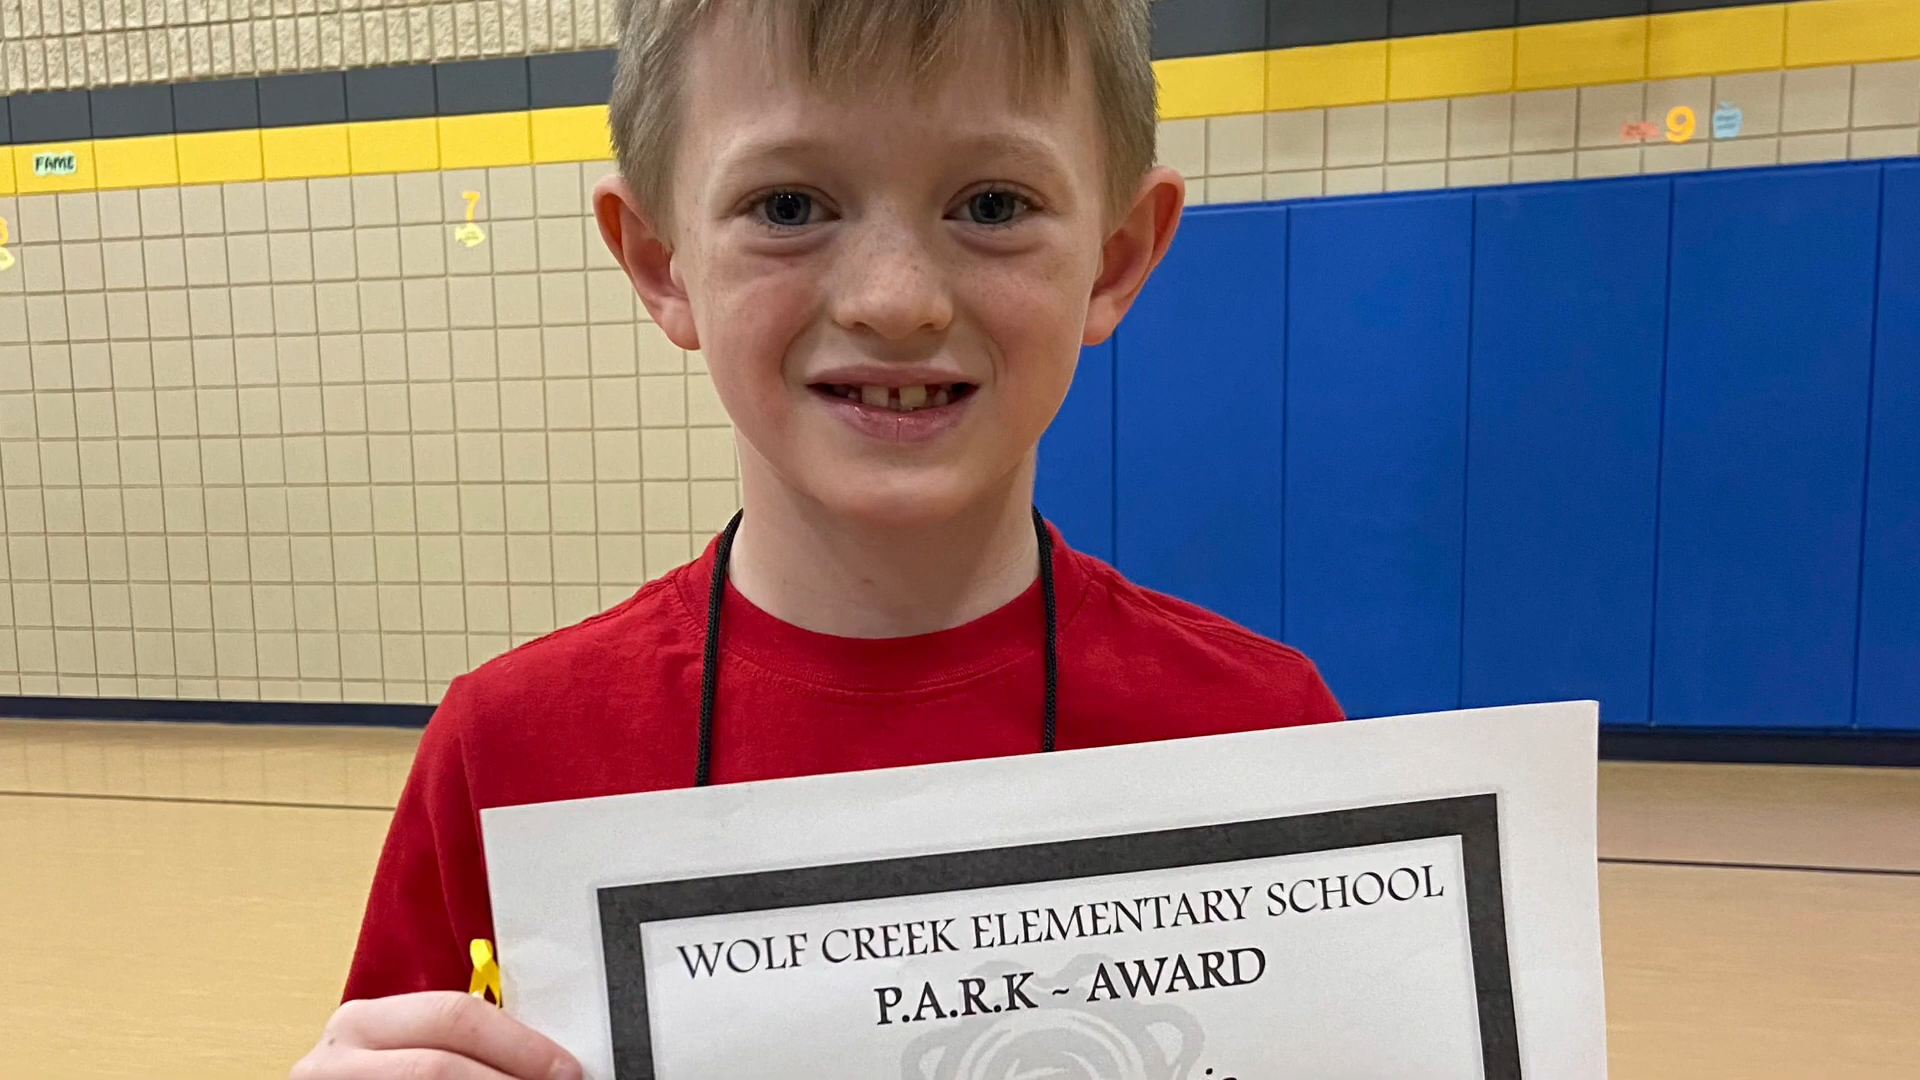 FAME
7
9
WOLF CREEK ELEMENTARY SCHOOL
P.A.R.K ~ AWARD